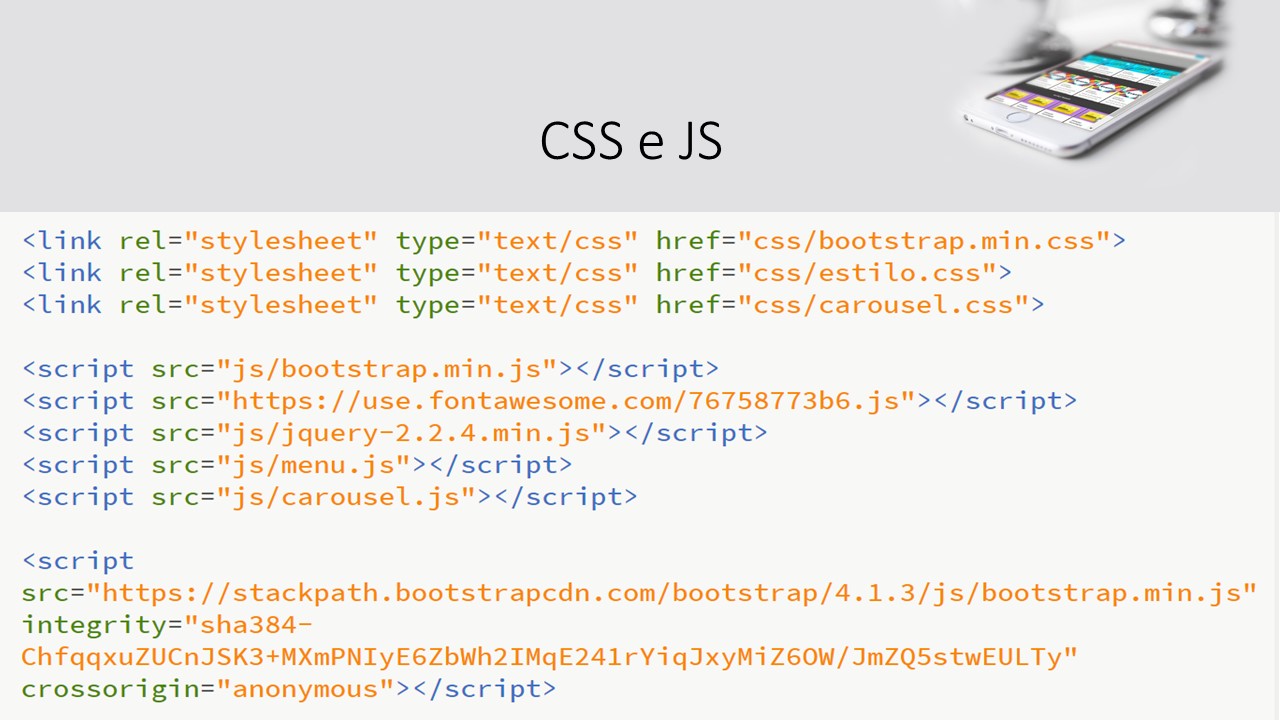 CSS e JS
<link rel="stylesheet" type="text/css" href="css/bootstrap.min.css">
<link rel="stylesheet" type="text/css" href="css/estilo.css">
<link rel="stylesheet" type="text/css" href="css/carousel.css">
<script src="js/bootstrap.min.js"></script>
<script src="https://use.fontawesome.com/76758773b6.js"></script>
<script src="js/jquery-2.2.4.min.js"></script>
<script src="js/menu.js"></script>
<script src="js/carousel.js"></script>
<script
src="https://stackpath.bootstrapcdn.com/bootstrap/4.1.3/js/bootstrap.min.js"
integrity="sha384-
ChfqqxuZUCnJSK3+MXmPNIyE6ZbWh2IMqE241rYiqJxyMiZ6OW/JmZQ5stwEULTy"
crossorigin="anonymous"></script>